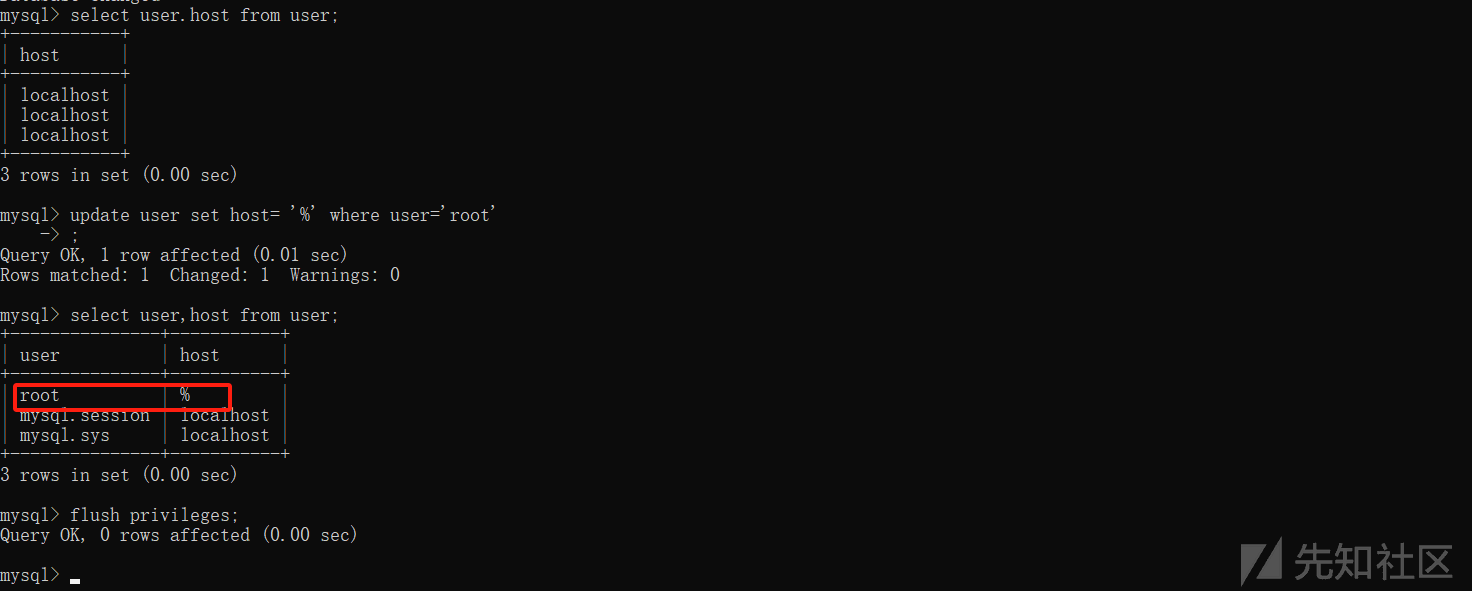 mysql> select user.host from user;
+-----------+
| host      |
+-----------+
| localhost |
| localhost |
| localhost |
+-----------+
3 rows in set (0.00 sec)
mysql> update user set host= '%' where user='root'
    -> ;
Query OK, 1 row affected (0.01 sec)
Rows matched: 1  Changed: 1  Warnings: 0
mysql> select user,host from user;
+---------------+-----------+
| user          | host      |
+---------------+-----------+
| root          | %         |
| mysql.session | localhost |
| mysql.sys     | localhost |
+---------------+-----------+
3 rows in set (0.00 sec)
mysql> flush privileges;
Query OK, 0 rows affected (0.00 sec)
mysql>
先知社区